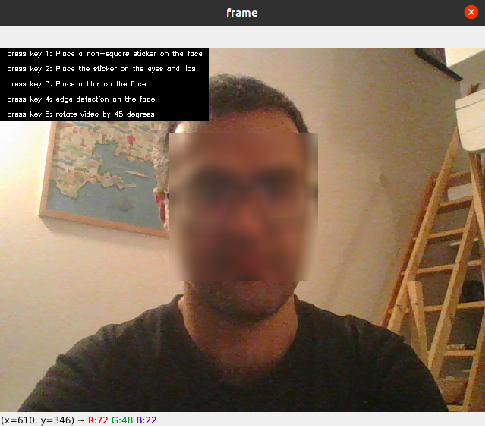 frame
press key 1: Place a non-square sticker on the face
press key 2: Place the sticker on the eyes and lips
press key 3: Place a blur on the face
press key 4: edge detection on the face
press key 5: rotate video by 45 degrees
(x=610, y=346) ~ R:72 G:48 B:22